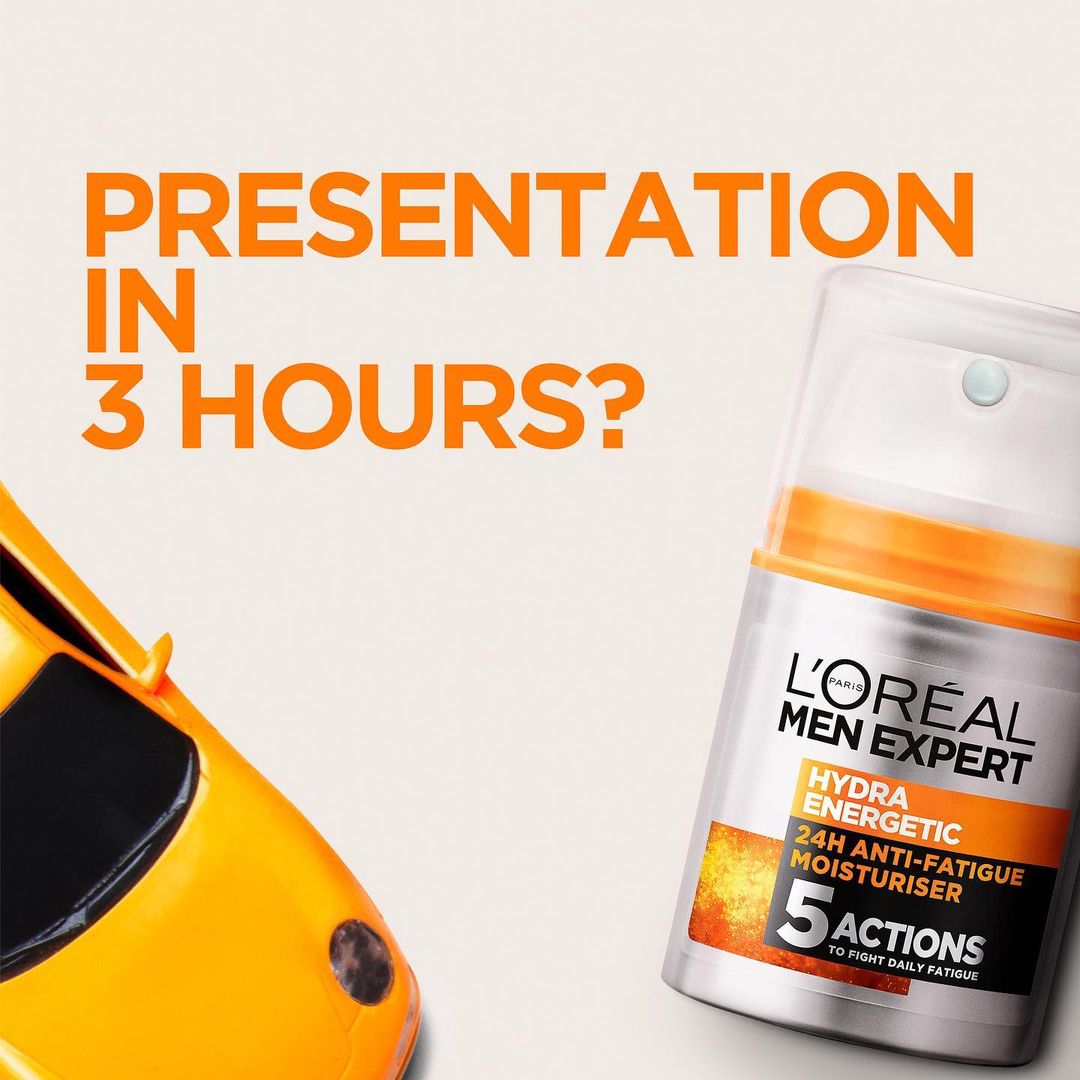 PRESENTATION
IN
3 HOURS?
L'ORÉAL
PARIS
MEN EXPERT
HYDRA
ENERGETIC
24H ANTI-FATIGUE
MOISTURISER
5 ACTIONS
TO FIGHT DAILY FATIGUE